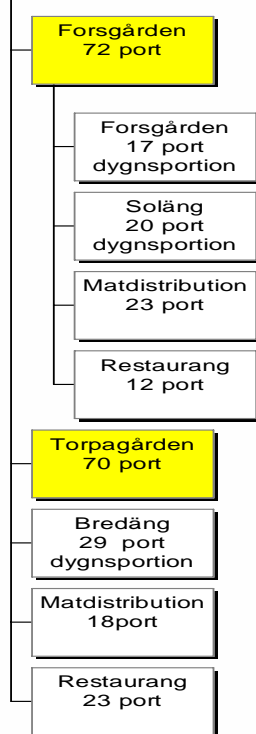 Forsgården
72 port
Forsgården
17 port
dygnsportion
Soläng
20 port
dygnsportion
Matdistribution
23 port
Restaurang
12 port
Torpagården
70 port
Bredäng
29 port
dygnsportion
Matdistribution
18port
Restaurang
23 port